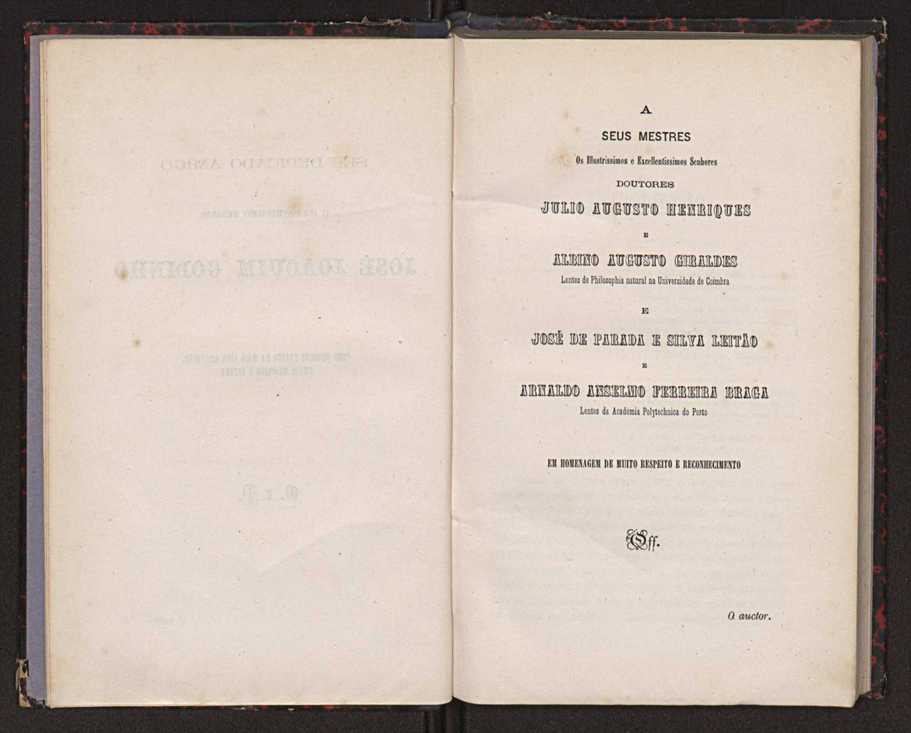 A
SEUS MESTRES
Os Illustrissimos e Excellentissimos Senhores
DOUTORES
JULIO AUGUSTO HENRIQUES
E
ALBINO AUGUSTO GIRALDES
Lentes de Philosophia natural na Universidade de Coimbra
E
JOSÉ DE PARADA E SILVA LEITÃO
E
ARNALDO ANSELMO FERREIRA BRAGA
Lentes da Academia Polytechnica do Porto
EM HOMENAGEM DE MUITO RESPEITO E RECONHECIMENTO
Off.
O auctor.